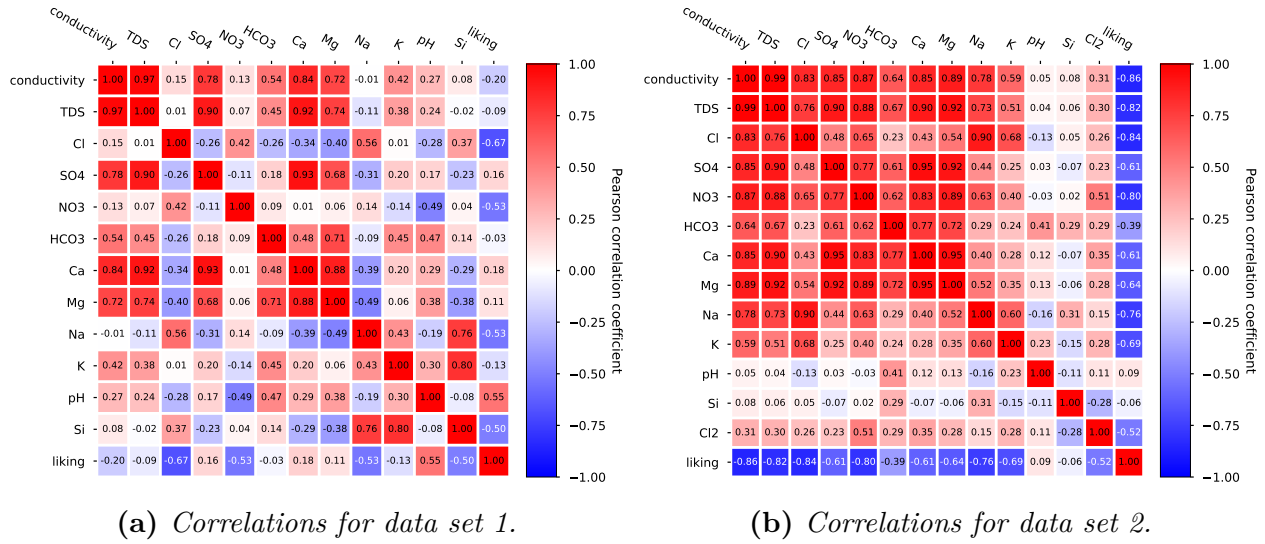 conductivity TDS Cl SO4 NO3 HCO3 Ca Mg Na K pH Si liking
conductivity 1.00 0.97 0.15 0.78 0.13 0.54 0.84 0.72 -0.01 0.42 0.27 0.08 -0.20
TDS 0.97 1.00 0.01 0.90 0.07 0.45 0.92 0.74 -0.11 0.38 0.24 -0.02 -0.09
Cl 0.15 0.01 1.00 -0.26 0.42 -0.26 -0.34 -0.40 0.56 0.01 -0.28 0.37 -0.67
SO4 0.78 0.90 -0.26 1.00 -0.11 0.18 0.93 0.68 -0.31 0.20 0.17 -0.23 0.16
NO3 0.13 0.07 0.42 -0.11 1.00 0.09 0.01 0.06 0.14 -0.14 -0.49 0.04 -0.53
HCO3 0.54 0.45 -0.26 0.18 0.09 1.00 0.48 0.71 -0.09 0.45 0.47 0.14 -0.03
Ca 0.84 0.92 -0.34 0.93 0.01 0.48 1.00 0.88 -0.39 0.20 0.29 -0.29 0.18
Mg 0.72 0.74 -0.40 0.68 0.06 0.71 0.88 1.00 -0.49 0.06 0.38 -0.38 0.11
Na -0.01 -0.11 0.56 -0.31 0.14 -0.09 -0.39 -0.49 1.00 0.43 -0.19 0.76 -0.53
K 0.42 0.38 0.01 0.20 -0.14 0.45 0.20 0.06 0.43 1.00 0.30 0.80 -0.13
pH 0.27 0.24 -0.28 0.17 -0.49 0.47 0.29 0.38 -0.19 0.30 1.00 -0.08 0.55
Si 0.08 -0.02 0.37 -0.23 0.04 0.14 -0.29 -0.38 0.76 0.80 -0.08 1.00 -0.50
liking -0.20 -0.09 -0.67 0.16 -0.53 -0.03 0.18 0.11 -0.53 -0.13 0.55 -0.50 1.00
1.00
0.75
0.50
0.25
0.00
−0.25
−0.50
−0.75
−1.00
Pearson correlation coefficient
(a) Correlations for data set 1.
conductivity TDS Cl SO4 NO3 HCO3 Ca Mg Na K pH Si Cl2 liking
conductivity 1.00 0.99 0.83 0.85 0.87 0.64 0.85 0.89 0.78 0.59 0.05 0.08 0.31 -0.86
TDS 0.99 1.00 0.76 0.90 0.88 0.67 0.90 0.92 0.73 0.51 0.04 0.06 0.30 -0.82
Cl 0.83 0.76 1.00 0.48 0.65 0.23 0.43 0.54 0.90 0.68 -0.13 0.05 0.26 -0.84
SO4 0.85 0.90 0.48 1.00 0.77 0.61 0.95 0.92 0.44 0.25 0.03 -0.07 0.23 -0.61
NO3 0.87 0.88 0.65 0.77 1.00 0.62 0.83 0.89 0.63 0.40 -0.03 0.02 0.51 -0.80
HCO3 0.64 0.67 0.23 0.61 0.62 1.00 0.77 0.72 0.29 0.24 0.41 0.29 0.29 -0.39
Ca 0.85 0.90 0.43 0.95 0.83 0.77 1.00 0.95 0.40 0.28 0.12 -0.07 0.35 -0.61
Mg 0.89 0.92 0.54 0.92 0.89 0.72 0.95 1.00 0.52 0.35 0.13 -0.06 0.28 -0.64
Na 0.78 0.73 0.90 0.44 0.63 0.29 0.40 0.52 1.00 0.60 -0.16 0.31 0.15 -0.76
K 0.59 0.51 0.68 0.25 0.40 0.24 0.28 0.35 0.60 1.00 0.23 -0.15 0.28 -0.69
pH 0.05 0.04 -0.13 0.03 -0.03 0.41 0.12 0.13 -0.16 0.23 1.00 -0.11 0.11 0.09
Si 0.08 0.06 0.05 -0.07 0.02 0.29 -0.07 -0.06 0.31 -0.15 -0.11 1.00 -0.28 -0.06
Cl2 0.31 0.30 0.26 0.23 0.51 0.29 0.35 0.28 0.15 0.28 0.11 -0.28 1.00 -0.52
liking -0.86 -0.82 -0.84 -0.61 -0.80 -0.39 -0.61 -0.64 -0.76 -0.69 0.09 -0.06 -0.52 1.00
1.00
0.75
0.50
0.25
0.00
−0.25
−0.50
−0.75
−1.00
Pearson correlation coefficient
(b) Correlations for data set 2.